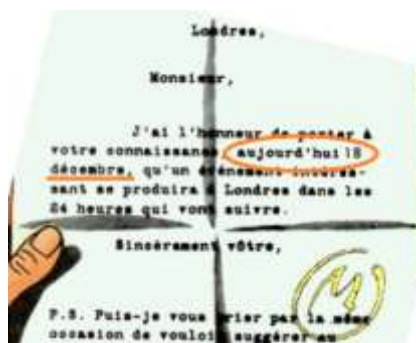 Londres,
Monsieur,
J'ai l'honneur de porter à
votre connaissance, aujourd'hui 18
décembre, qu'un événement intéres-
sant se produira à Londres dans les
24 heures qui vont suivre.
Sincèrement vôtre,
M
P.S. Puis-je vous prier par la même
occasion de vouloir suggérer au